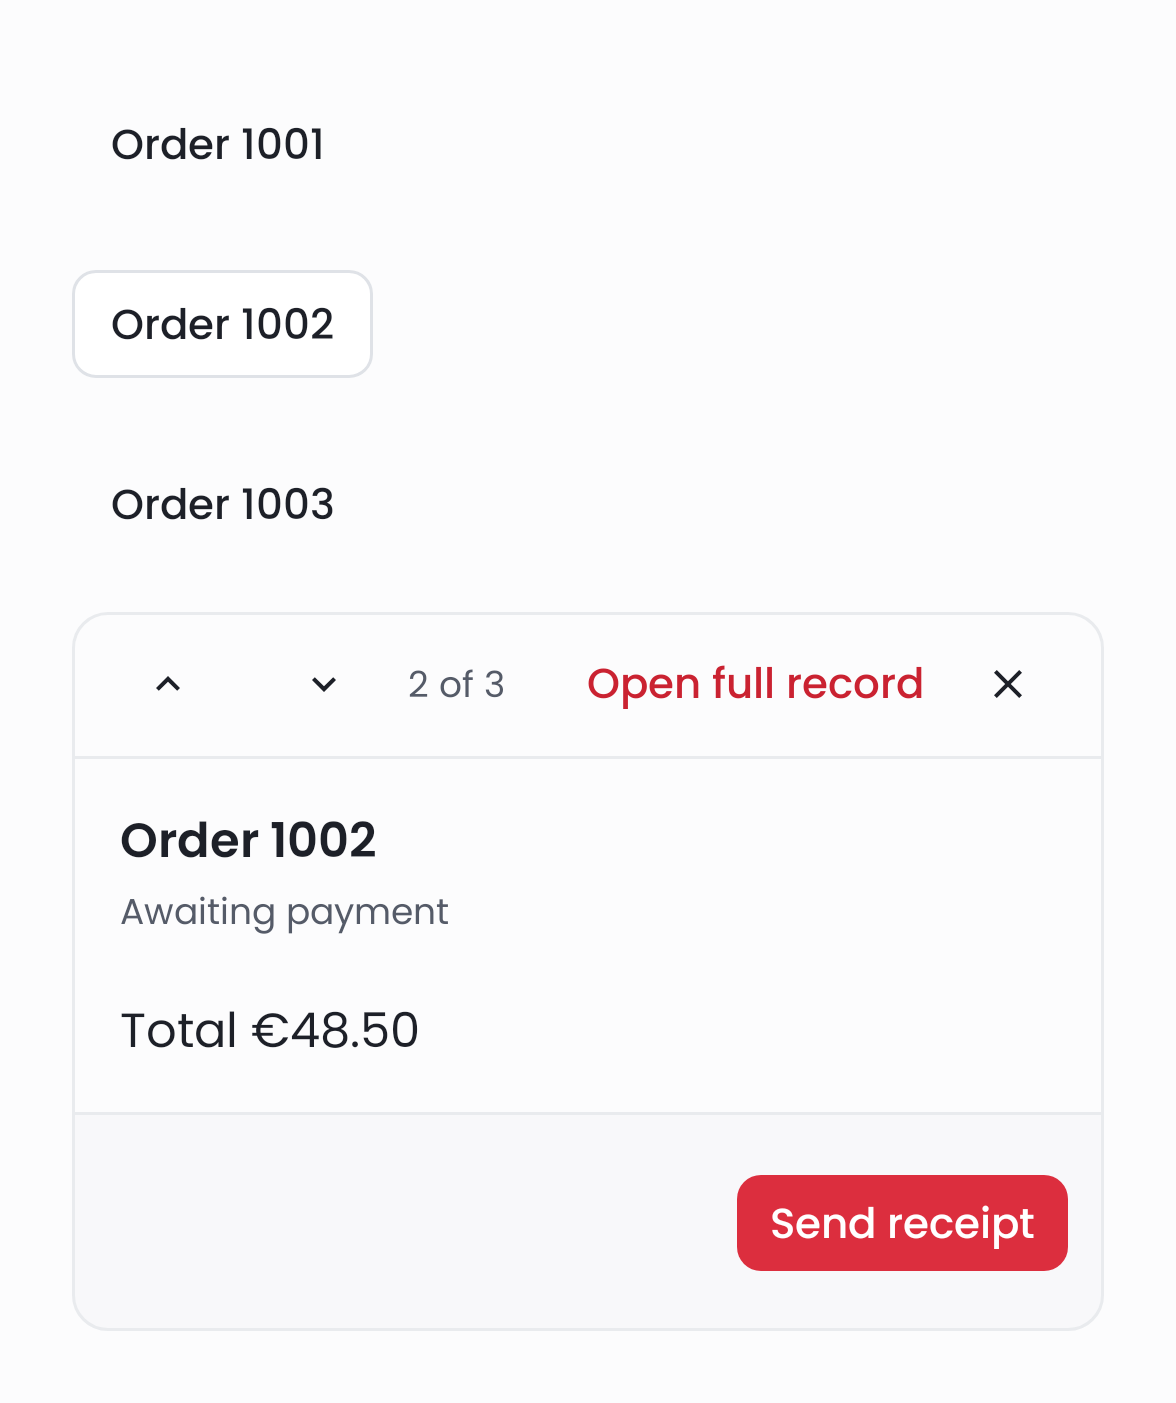 Order 1001
Order 1002
Order 1003
2 of 3 Open full record
Order 1002
Awaiting payment
Total €48.50
Send receipt